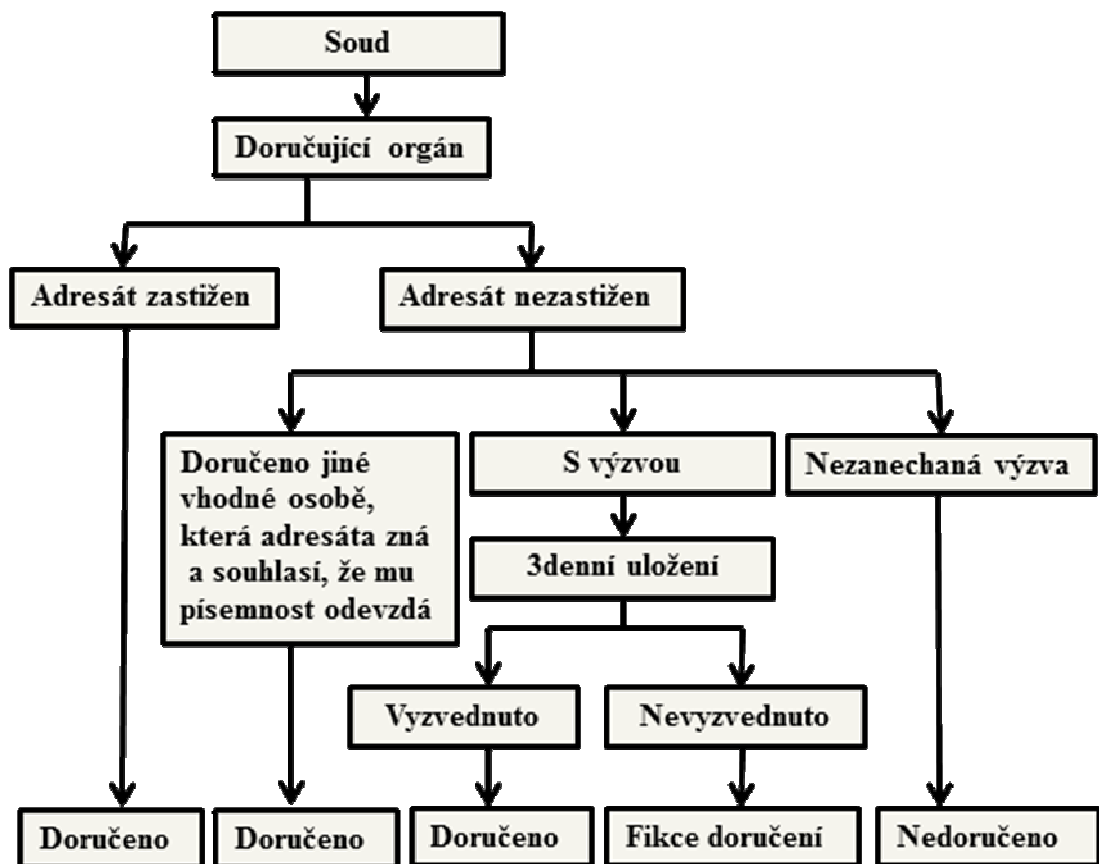 Soud
Doručující orgán
Adresát zastižen
Adresát nezastižen
Doručeno jiné
vhodné osobě,
která adresáta zná
a souhlasí, že mu
písemnost odevzdá
S výzvou
Nezanechaná výzva
3denní uložení
Vyzvednuto
Nevyzvednuto
Doručeno
Doručeno
Doručeno
Fikce doručení
Nedoručeno